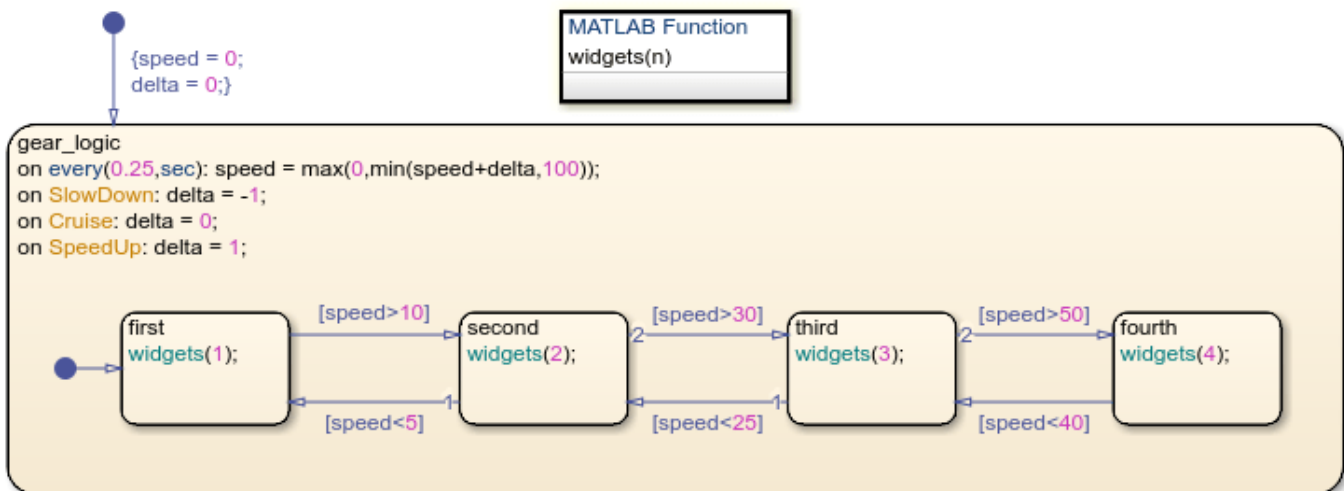 {speed = 0;
delta = 0;}
MATLAB Function
widgets(n)
gear_logic
on every(0.25,sec): speed = max(0,min(speed+delta,100));
on SlowDown: delta = -1;
on Cruise: delta = 0;
on SpeedUp: delta = 1;
first
widgets(1);
[speed>10]
[speed<5]
1
second
widgets(2);
2
[speed>30]
[speed<25]
1
third
widgets(3);
2
[speed>50]
[speed<40]
fourth
widgets(4);